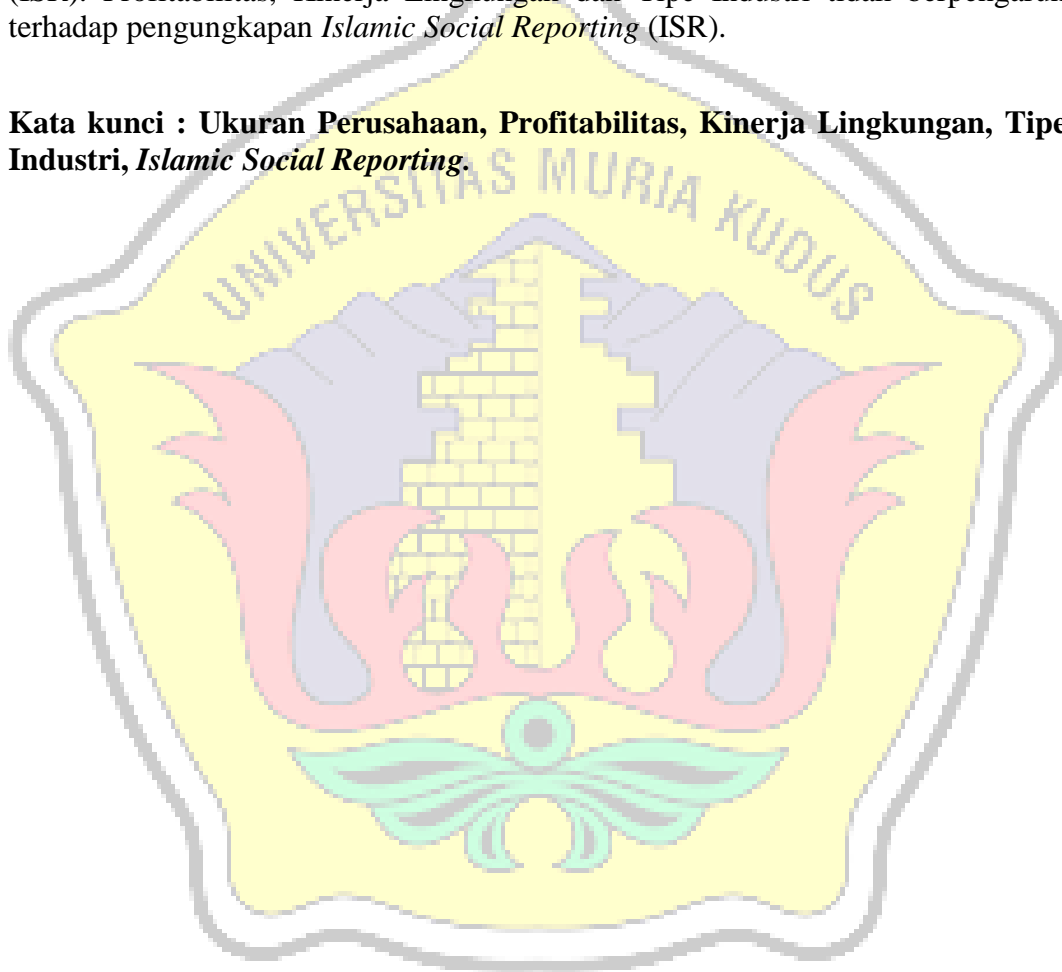 (ISR). Profitabilitas, Kinerja Lingkungan dan Tipe Industri tidak berpengaruh
terhadap pengungkapan Islamic Social Reporting (ISR).
Kata kunci : Ukuran Perusahaan, Profitabilitas, Kinerja Lingkungan, Tipe
Industri, Islamic Social Reporting.
UNIVERSITAS MURIA KUDUS